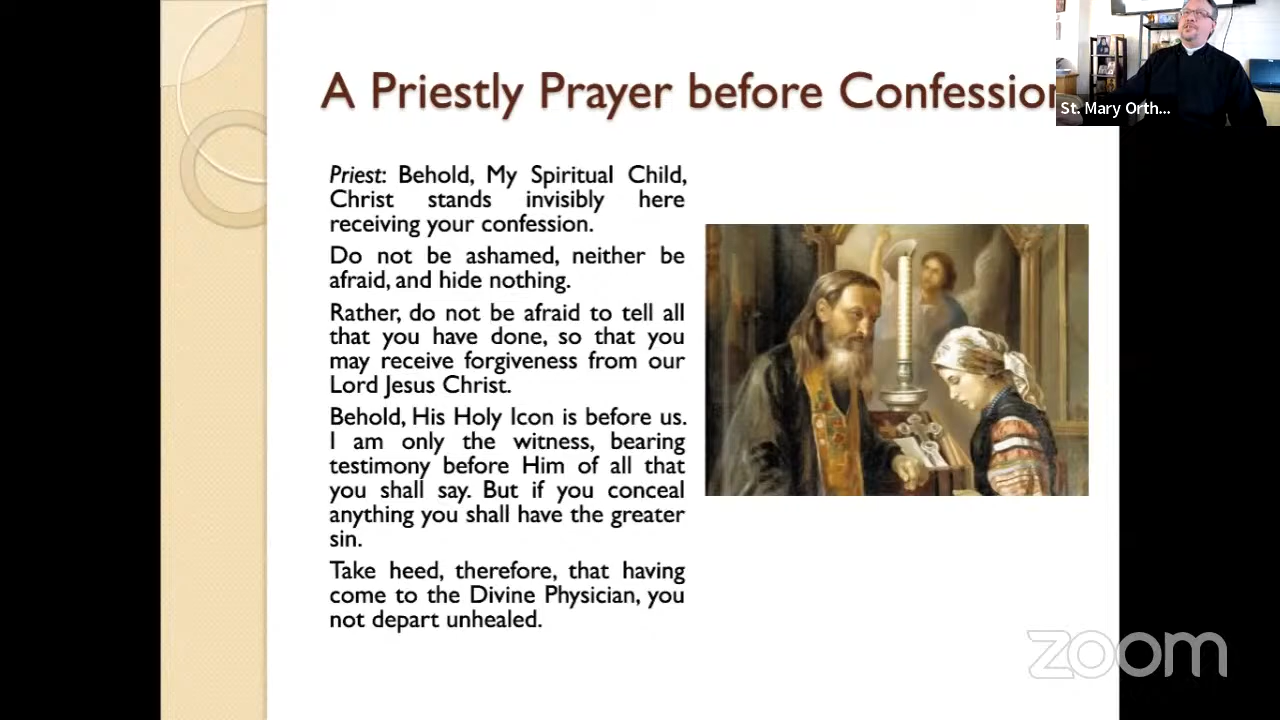 A Priestly Prayer before Confession
St. Mary Orth...
Priest: Behold, My Spiritual Child,
Christ stands invisibly here
receiving your confession.
Do not be ashamed, neither be
afraid, and hide nothing.
Rather, do not be afraid to tell all
that you have done, so that you
may receive forgiveness from our
Lord Jesus Christ.
Behold, His Holy Icon is before us.
I am only the witness, bearing
testimony before Him of all that
you shall say. But if you conceal
anything you shall have the greater
sin.
Take heed, therefore, that having
come to the Divine Physician, you
not depart unhealed.
zoom